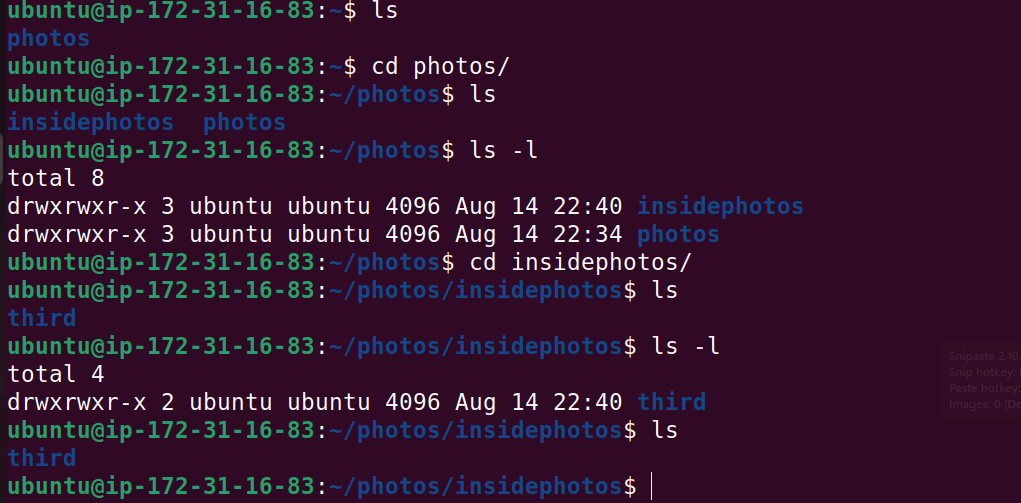 ubuntu@ip-172-31-16-83:~$ ls
photos
ubuntu@ip-172-31-16-83:~$ cd photos/
ubuntu@ip-172-31-16-83:~/photos$ ls
insidephotos  photos
ubuntu@ip-172-31-16-83:~/photos$ ls -l
total 8
drwxrwxr-x 3 ubuntu ubuntu 4096 Aug 14 22:40 insidephotos
drwxrwxr-x 3 ubuntu ubuntu 4096 Aug 14 22:34 photos
ubuntu@ip-172-31-16-83:~/photos$ cd insidephotos/
ubuntu@ip-172-31-16-83:~/photos/insidephotos$ ls
third
ubuntu@ip-172-31-16-83:~/photos/insidephotos$ ls -l
total 4
drwxrwxr-x 2 ubuntu ubuntu 4096 Aug 14 22:40 third
ubuntu@ip-172-31-16-83:~/photos/insidephotos$ ls
third
ubuntu@ip-172-31-16-83:~/photos/insidephotos$
Snipaste 2.10.
Snip hotkey:
Paste hotkey:
Images: 0 [De